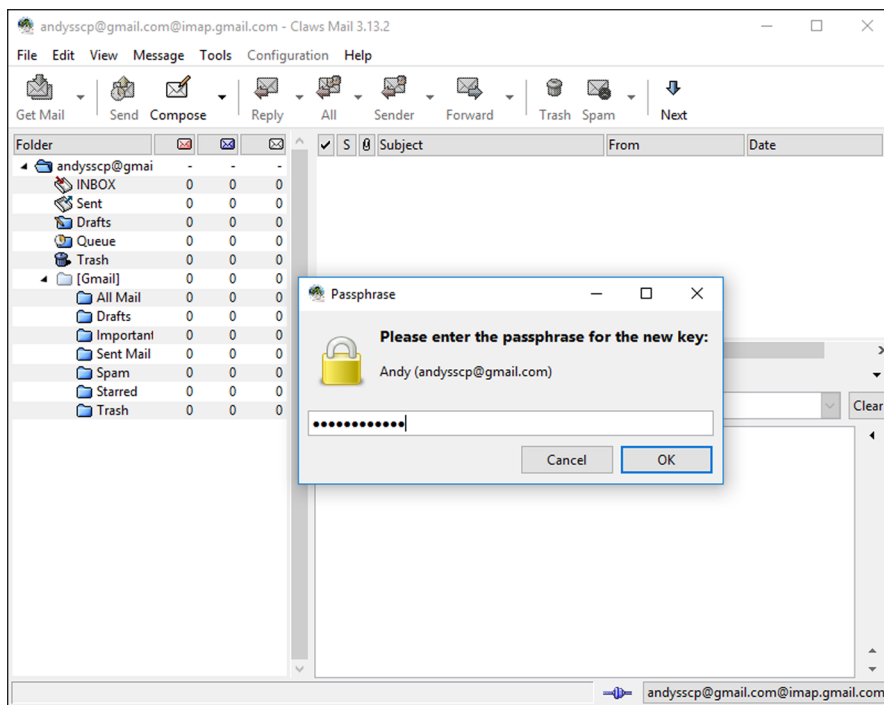 andysscp@gmail.com@imap.gmail.com - Claws Mail 3.13.2
File Edit View Message Tools Configuration Help
Get Mail Send Compose Reply All Sender Forward Trash Spam Next
Folder S Subject From Date
andysscp@gmai - - -
INBOX 0 0 0
Sent 0 0 0
Drafts 0 0 0
Queue 0 0 0
Trash 0 0 0
[Gmail] 0 0 0
All Mail 0 0 0
Drafts 0 0 0
Important 0 0 0
Sent Mail 0 0 0
Spam 0 0 0
Starred 0 0 0
Trash 0 0 0
Passphrase
Please enter the passphrase for the new key:
Andy (andysscp@gmail.com)
••••••••••••
Cancel OK
Clear
andysscp@gmail.com@imap.gmail.com